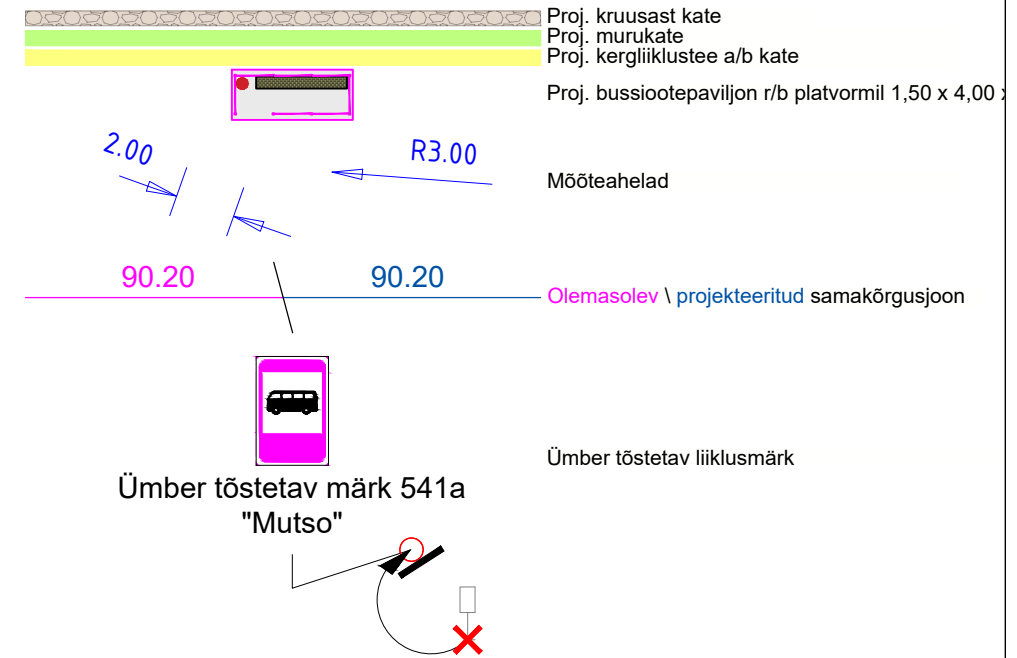 Proj. kruusast kate
Proj. murukate
Proj. kergliiklustee a/b kate
Proj. bussiootepaviljon r/b platvormil 1,50 x 4,00 x
2.00
R3.00
Mõõteahelad
90.20
90.20
Olemasolev \ projekteeritud samakõrgusjoon
Ümber tõstetav liiklusmärk
Ümber tõstetav märk 541a
"Mutso"